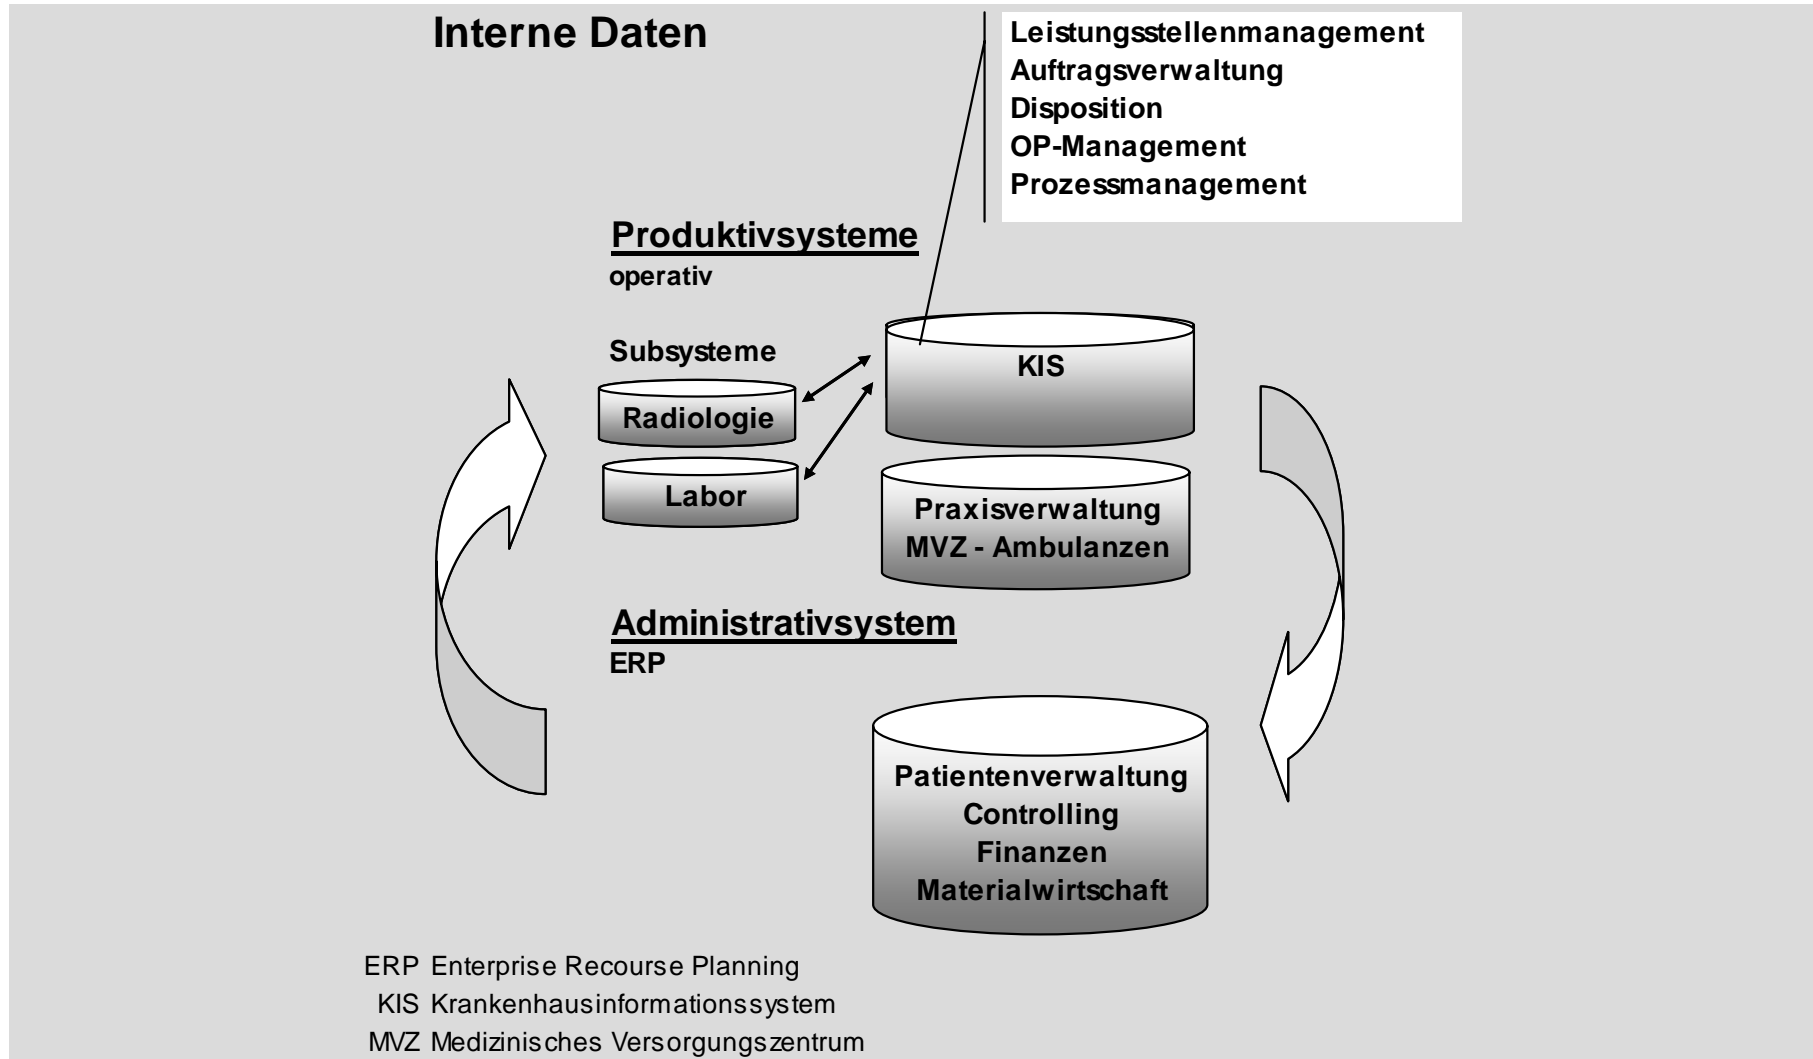 Interne Daten
Leistungsstellenmanagement
Auftragsverwaltung
Disposition
OP-Management
Prozessmanagement
Produktivsysteme
operativ
Subsysteme
Radiologie
Labor
KIS
Praxisverwaltung
MVZ - Ambulanzen
Administrativsystem
ERP
Patientenverwaltung
Controlling
Finanzen
Materialwirtschaft
ERP Enterprise Recourse Planning
KIS Krankenhausinformationssystem
MVZ Medizinisches Versorgungszentrum